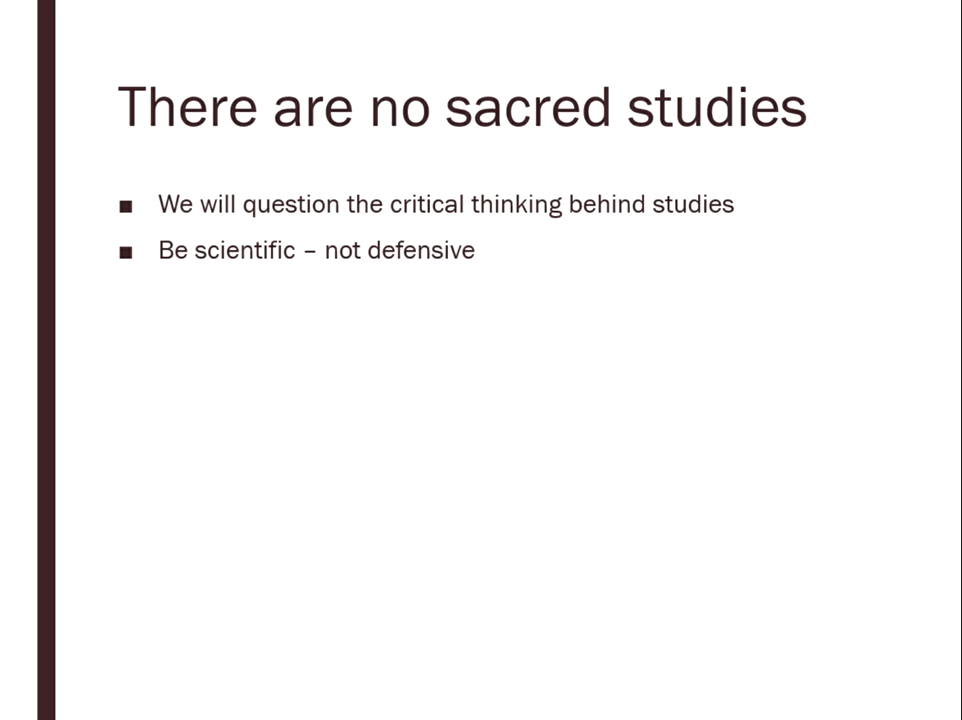 There are no sacred studies
■ We will question the critical thinking behind studies
■ Be scientific – not defensive